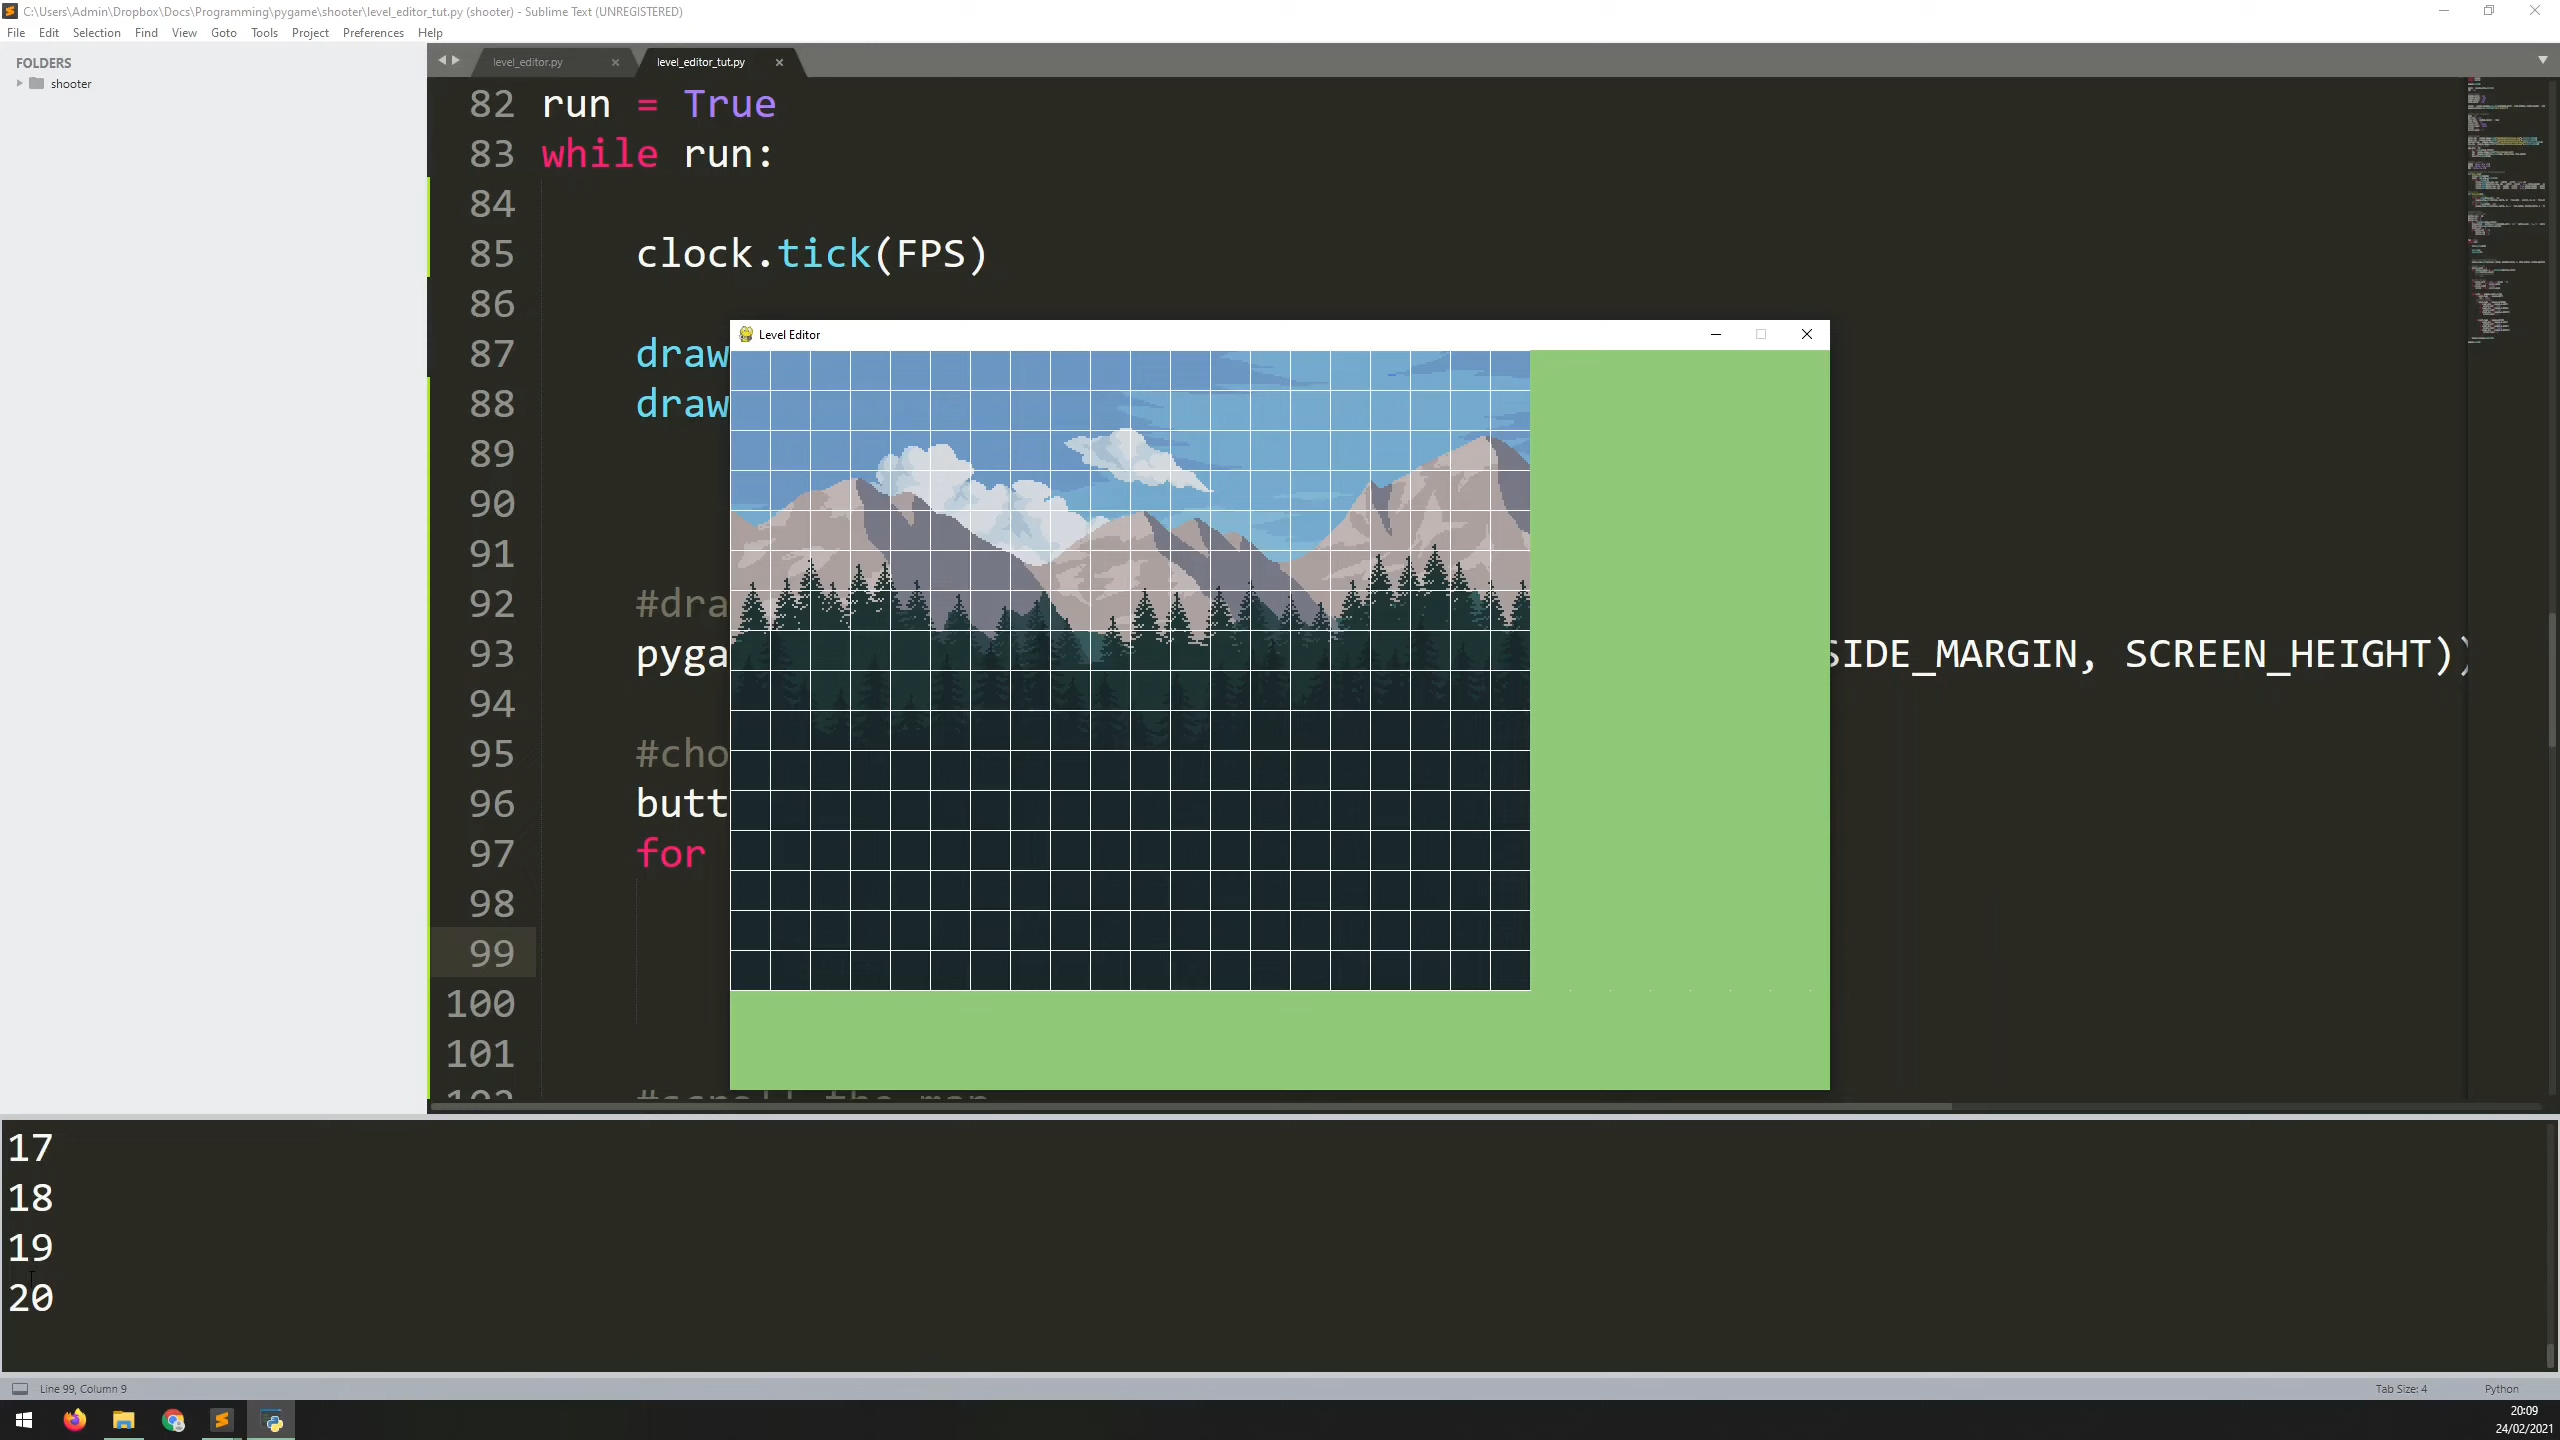 C:\Users\Admin\Dropbox\Docs\Programming\pygame\shooter\level_editor_tut.py (shooter) - Sublime Text (UNREGISTERED)
File Edit Selection Find View Goto Tools Project Preferences Help
FOLDERS
shooter
level_editor.py
level_editor_tut.py
82 run = True
83 while run:
84
85 clock.tick(FPS)
86
Level Editor
87 draw
88 draw
89
90
91
92 #dra
93 pyga SIDE_MARGIN, SCREEN_HEIGHT))
94
95 #cho
96 butt
97 for
98
99
100
101
102 #scroll the map
17
18
19
20
Line 99, Column 9
Tab Size: 4
Python
20:09
24/02/2021